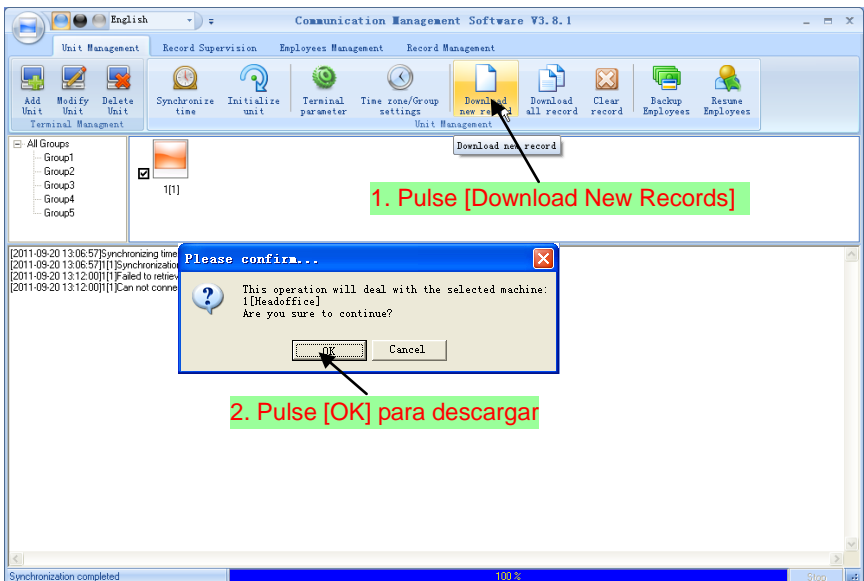 English
Communication Management Software V3.8.1
Unit Management Record Supervision Employees Management Record Management
Add Unit
Modify Unit
Delete Unit
Synchronize time
Initialize unit
Terminal parameter
Time zone/Group settings
Download new record
Download all record
Clear record
Backup Employees
Resume Employees
Terminal Managment
Unit Management
Download new record
All Groups
Group1
Group2
Group3
Group4
Group5
1[1]
1. Pulse [Download New Records]
[2011-09-20 13:06:57]Synchronizing time
[2011-09-20 13:06:57]1[1]Synchronization
[2011-09-20 13:12:00]1[1]Failed to retriev
[2011-09-20 13:12:00]1[1]Can not conne
Please confirm...
This operation will deal with the selected machine:
1[Headoffice]
Are you sure to continue?
OK
Cancel
2. Pulse [OK] para descargar
Synchronization completed
100 %
Stop